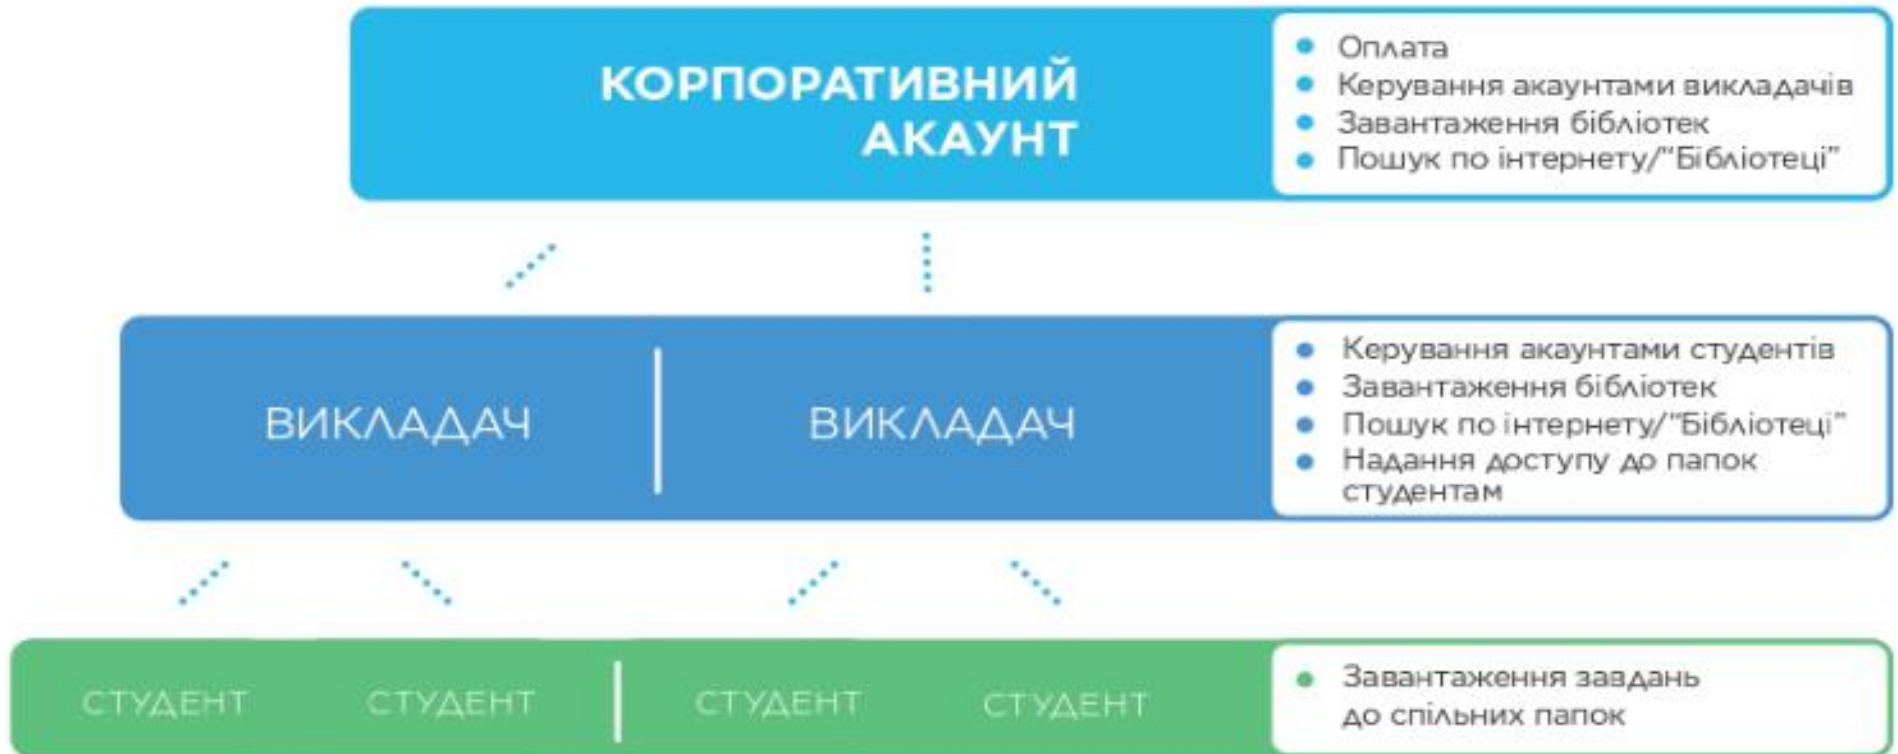 КОРПОРАТИВНИЙ
АКАУНТ
Оплата
Керування акаунтами викладачів
Завантаження бібліотек
Пошук по інтернету/"Бібліотеці"
ВИКЛАДАЧ
ВИКЛАДАЧ
Керування акаунтами студентів
Завантаження бібліотек
Пошук по інтернету/"Бібліотеці"
Надання доступу до папок
студентам
СТУДЕНТ
СТУДЕНТ
СТУДЕНТ
СТУДЕНТ
Завантаження завдань
до спільних папок